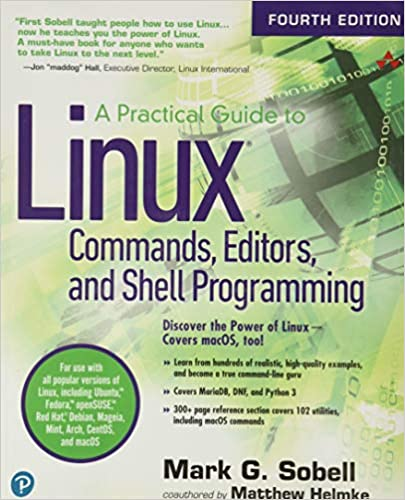 FOURTH EDITION
"First Sobell taught people how to use Linux...
now he teaches you the power of Linux.
A must-have book for anyone who wants
to take Linux to the next level."
—Jon "maddog" Hall, Executive Director, Linux International
A Practical Guide to
Linux®
Commands, Editors,
and Shell Programming
Discover the Power of Linux—
Covers macOS, too!
Learn from hundreds of realistic, high-quality examples,
and become a true command-line guru
Covers MariaDB, DNF, and Python 3
300+ page reference section covers 102 utilities,
including macOS commands
For use with
all popular versions of
Linux, including Ubuntu,™
Fedora,™ openSUSE,™
Red Hat,® Debian, Mageia,
Mint, Arch, CentOS,
and macOS
P
Mark G. Sobell
coauthored by Matthew Helmke